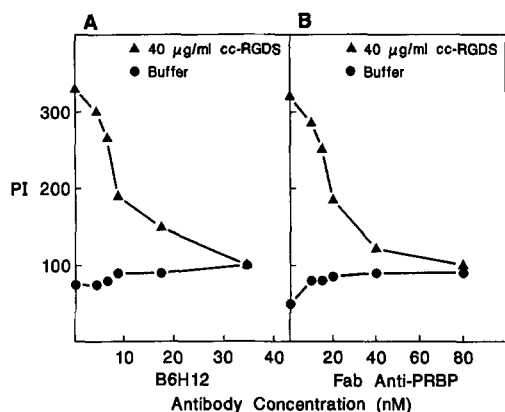 A
B
▲ 40 μg/ml cc-RGDS
● Buffer
▲ 40 μg/ml cc-RGDS
● Buffer
300
200
100
PI
10 20 30 40
0 20 40 60 80
B6H12
Fab Anti-PRBP
Antibody Concentration (nM)